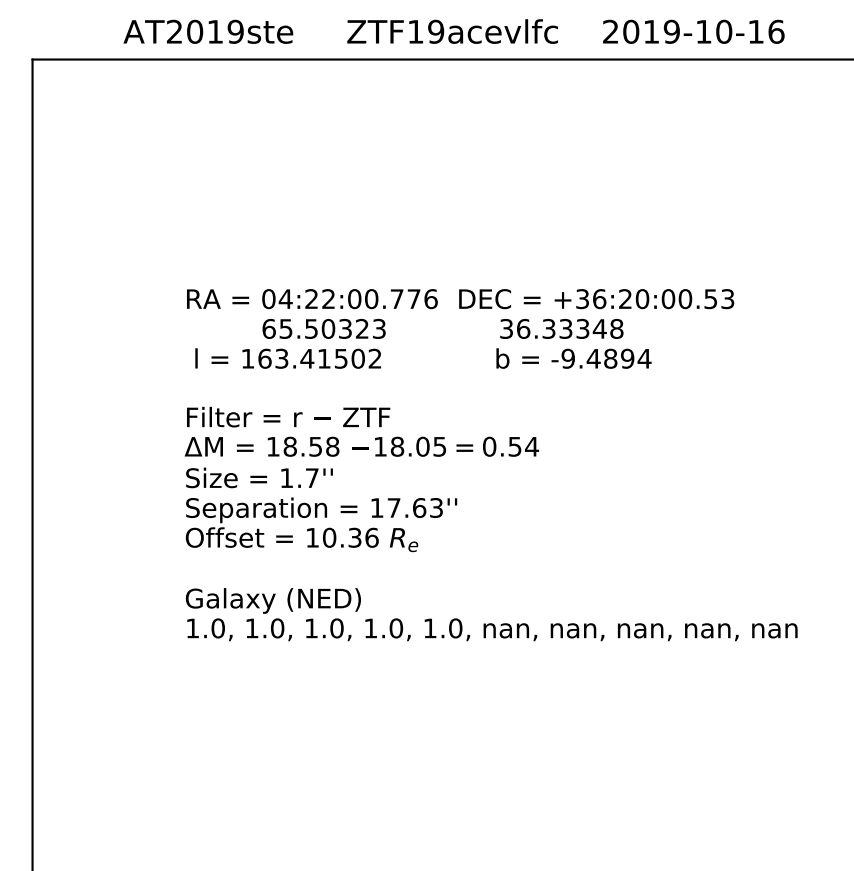 AT2019ste ZTF19acevlfc 2019-10-16
RA = 04:22:00.776 DEC = +36:20:00.53
65.50323 36.33348
l = 163.41502 b = -9.4894
Filter = r − ZTF
ΔM = 18.58 −18.05 = 0.54
Size = 1.7''
Separation = 17.63''
Offset = 10.36 Re
Galaxy (NED)
1.0, 1.0, 1.0, 1.0, 1.0, nan, nan, nan, nan, nan